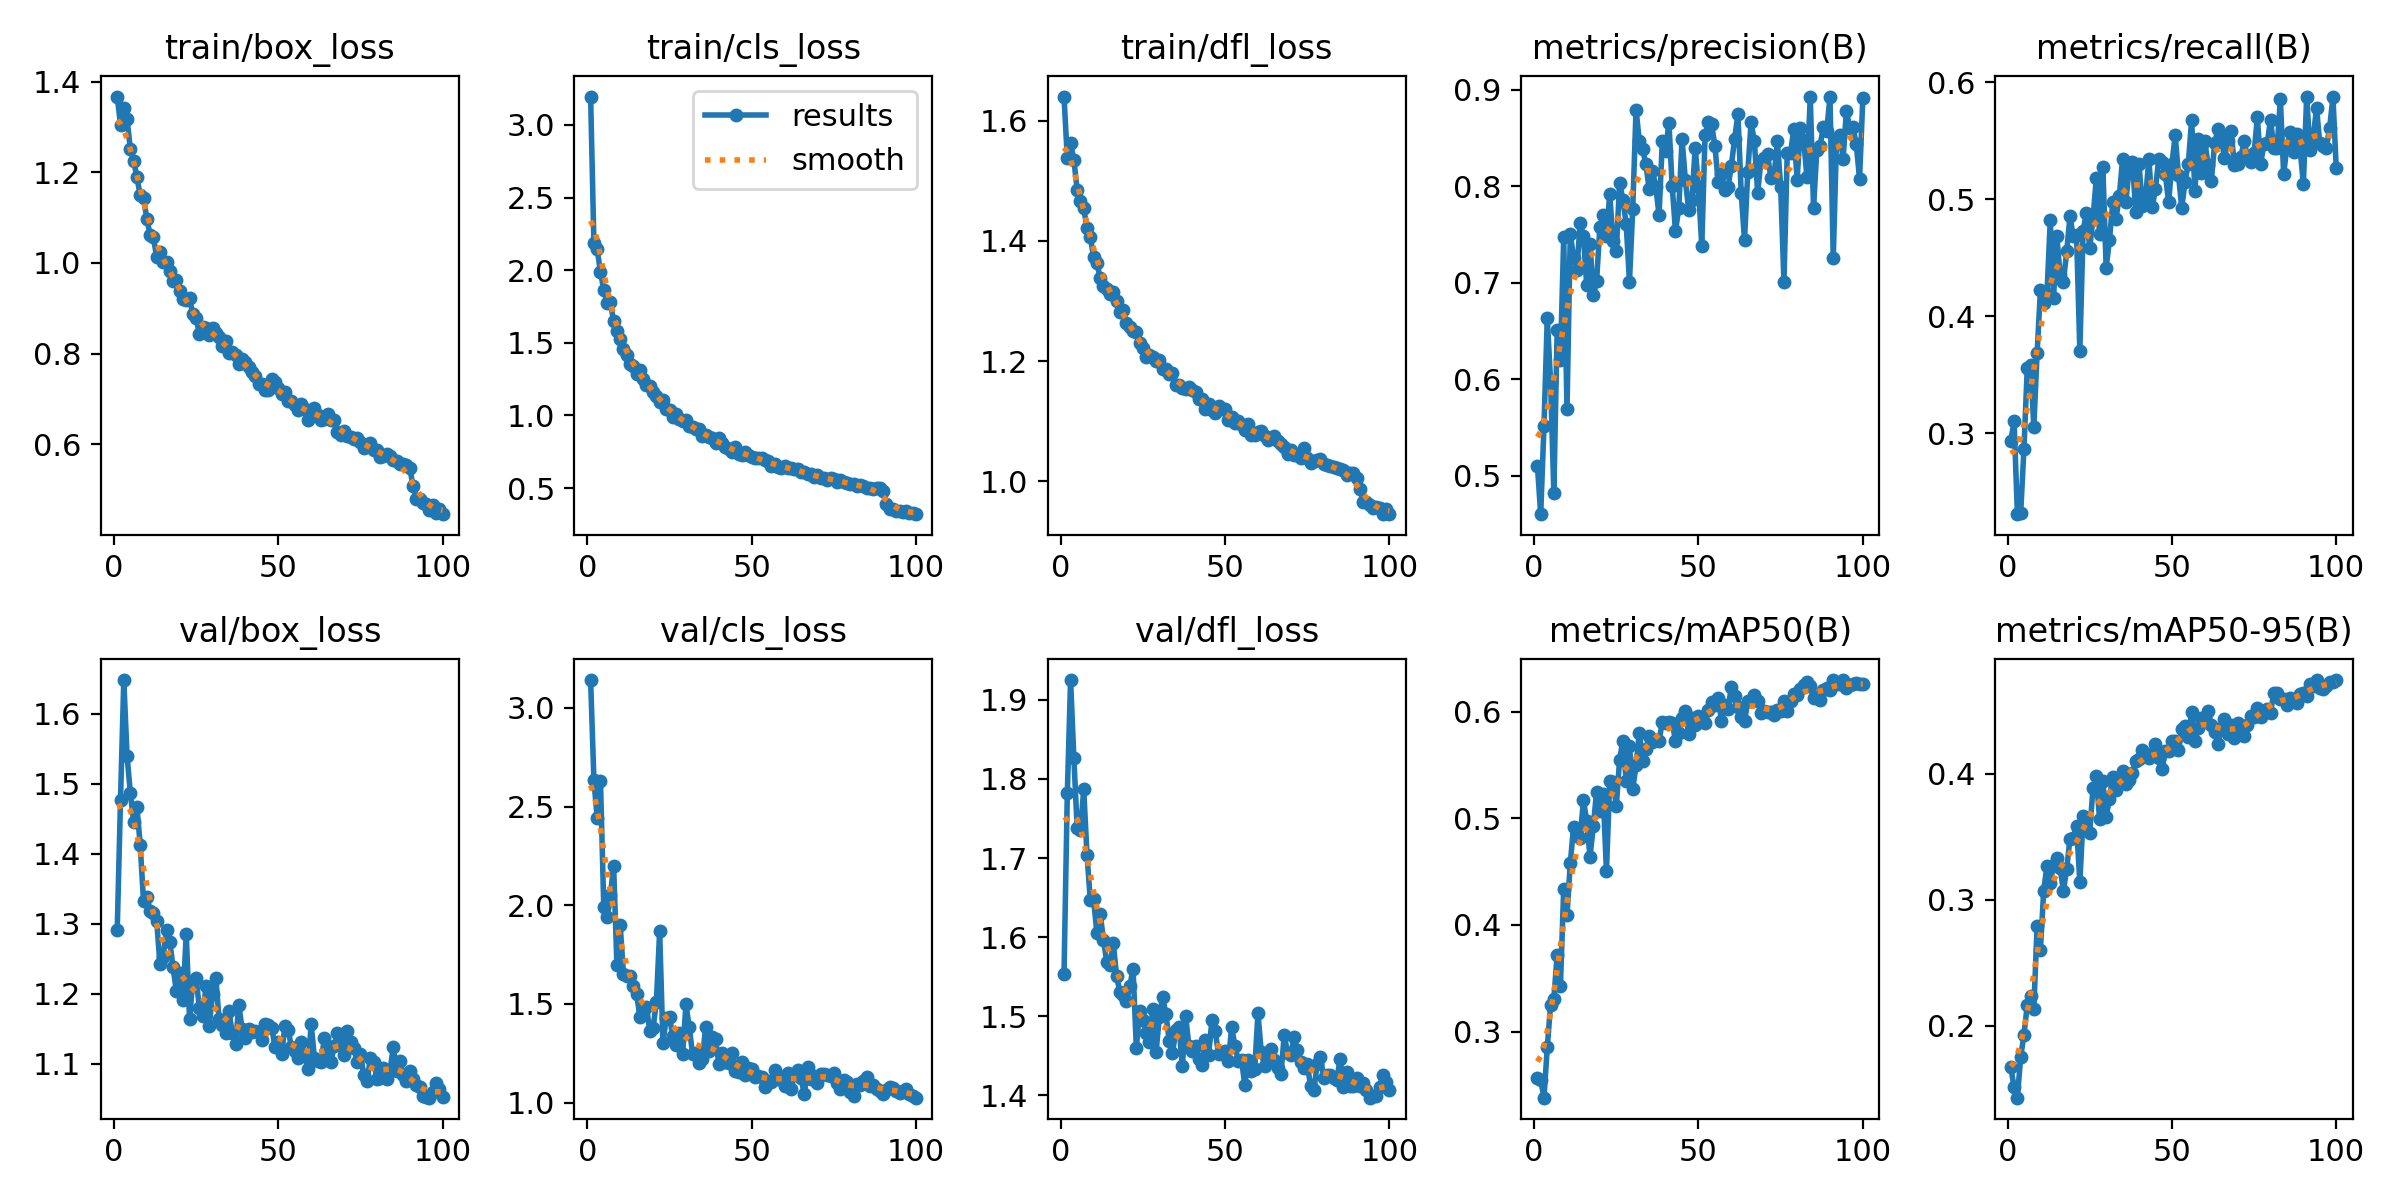 train/box_loss
train/cls_loss
train/dfl_loss
metrics/precision(B)
metrics/recall(B)
1.4
1.2
1.0
0.8
0.6
0 50 100
3.0
2.5
2.0
1.5
1.0
0.5
0 50 100
results
smooth
1.6
1.4
1.2
1.0
0 50 100
0.9
0.8
0.7
0.6
0.5
0 50 100
0.6
0.5
0.4
0.3
0 50 100
val/box_loss
val/cls_loss
val/dfl_loss
metrics/mAP50(B)
metrics/mAP50-95(B)
1.6
1.5
1.4
1.3
1.2
1.1
0 50 100
3.0
2.5
2.0
1.5
1.0
0 50 100
1.9
1.8
1.7
1.6
1.5
1.4
0 50 100
0.6
0.5
0.4
0.3
0 50 100
0.4
0.3
0.2
0 50 100